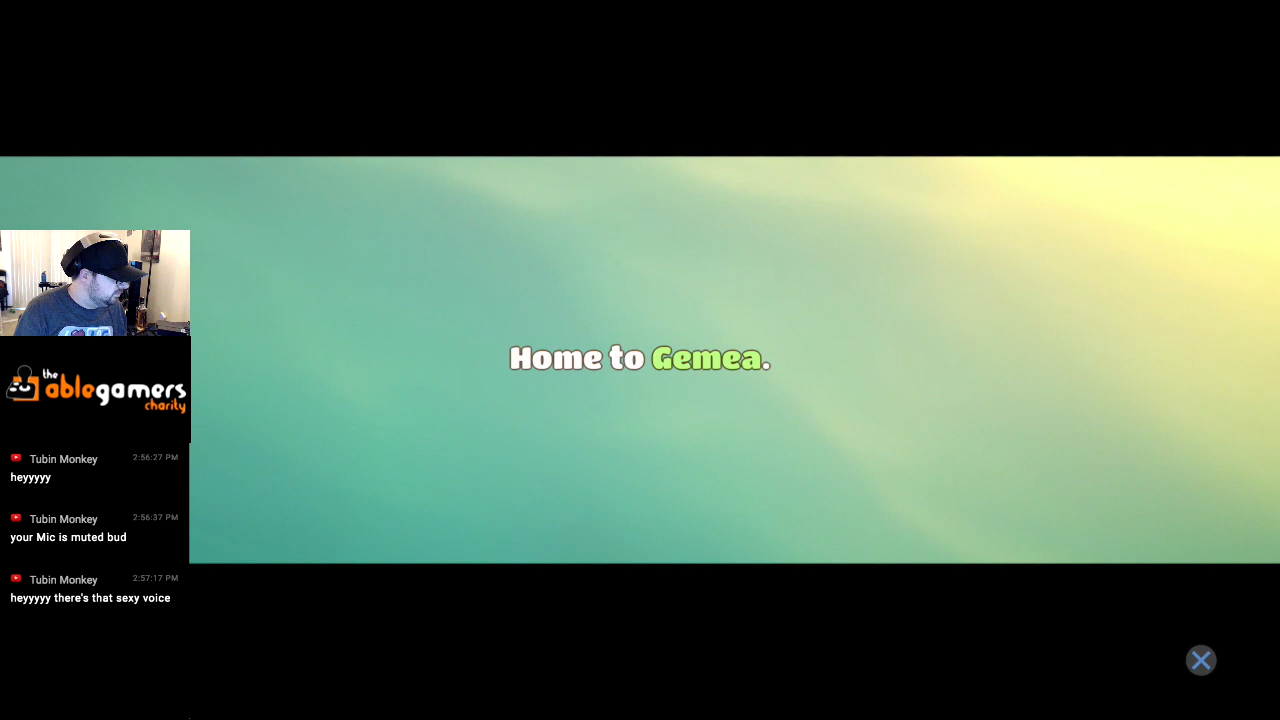 Home to Gemea.
the
ablegamers
charity
Tubin Monkey 2:56:27 PM
heyyyyy
Tubin Monkey 2:56:37 PM
your Mic is muted bud
Tubin Monkey 2:57:17 PM
heyyyyy there's that sexy voice